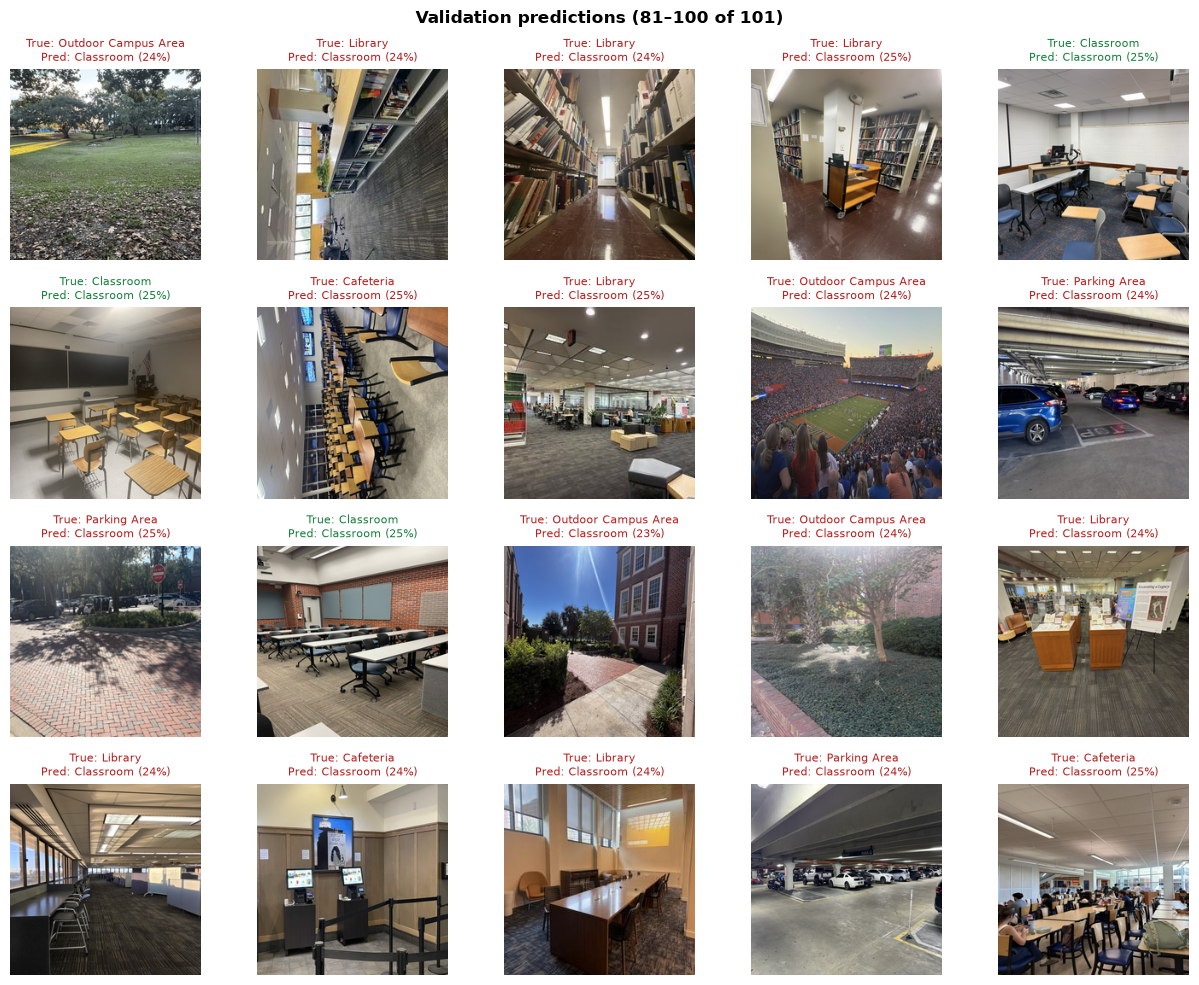 Validation predictions (81–100 of 101)
True: Outdoor Campus Area
Pred: Classroom (24%)
True: Library
Pred: Classroom (24%)
True: Library
Pred: Classroom (24%)
True: Library
Pred: Classroom (25%)
True: Classroom
Pred: Classroom (25%)
True: Classroom
Pred: Classroom (25%)
True: Cafeteria
Pred: Classroom (25%)
True: Library
Pred: Classroom (25%)
True: Outdoor Campus Area
Pred: Classroom (24%)
True: Parking Area
Pred: Classroom (24%)
True: Parking Area
Pred: Classroom (25%)
True: Classroom
Pred: Classroom (25%)
True: Outdoor Campus Area
Pred: Classroom (23%)
True: Outdoor Campus Area
Pred: Classroom (24%)
True: Library
Pred: Classroom (24%)
True: Library
Pred: Classroom (24%)
True: Cafeteria
Pred: Classroom (24%)
True: Library
Pred: Classroom (24%)
True: Parking Area
Pred: Classroom (24%)
True: Cafeteria
Pred: Classroom (25%)